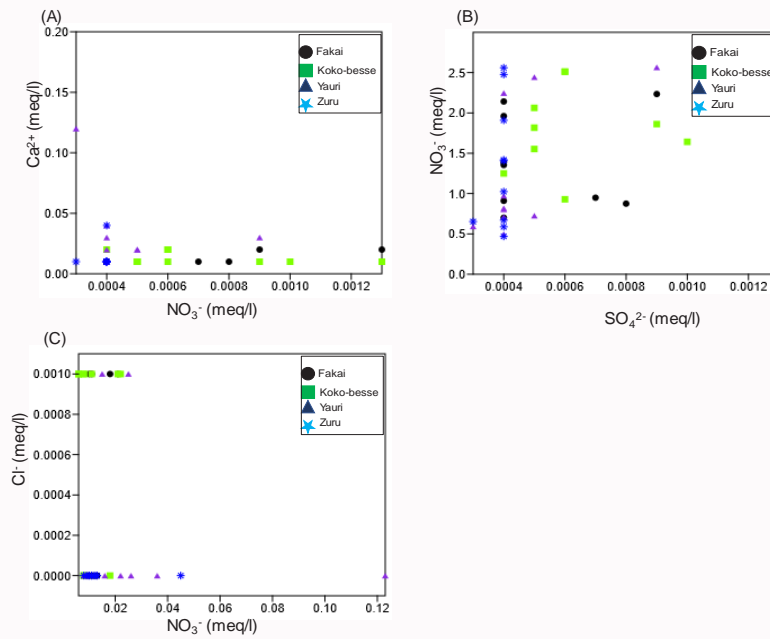 (A)
Ca²⁺ (meq/l)
0.20
0.15
0.10
0.05
0.00
0.0004 0.0006 0.0008 0.0010 0.0012
NO₃⁻ (meq/l)
Fakai
Koko-besse
Yauri
Zuru
(B)
NO₃⁻ (meq/l)
2.5
2.0
1.5
1.0
0.5
0.0
0.0004 0.0006 0.0008 0.0010 0.0012
SO₄²⁻ (meq/l)
Fakai
Koko-besse
Yauri
Zuru
(C)
Cl⁻ (meq/l)
0.0010
0.0008
0.0006
0.0004
0.0002
0.0000
0.02 0.04 0.06 0.08 0.10 0.12
NO₃⁻ (meq/l)
Fakai
Koko-besse
Yauri
Zuru